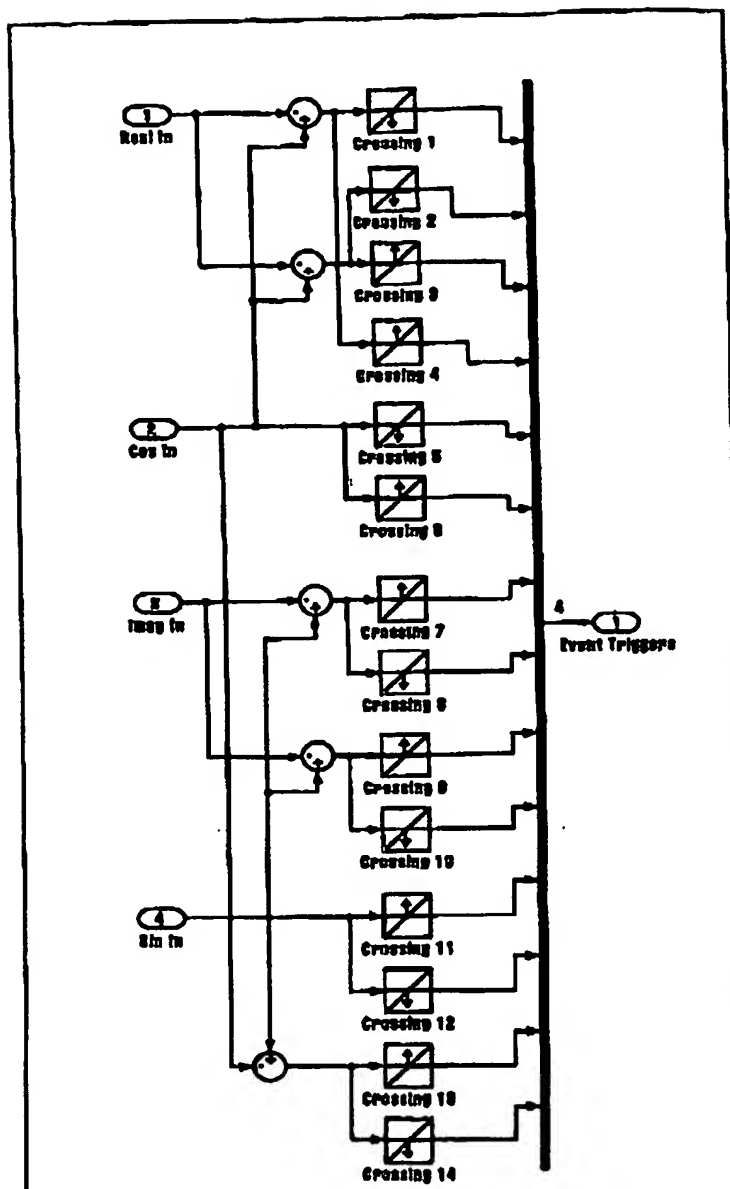 1
Real In
Crossing 1
Crossing 2
Crossing 3
Crossing 4
2
Cos In
Crossing 5
Crossing 6
3
Imag In
Crossing 7
4
1
Event Triggers
Crossing 8
Crossing 9
Crossing 10
4
Sin In
Crossing 11
Crossing 12
Crossing 13
Crossing 14